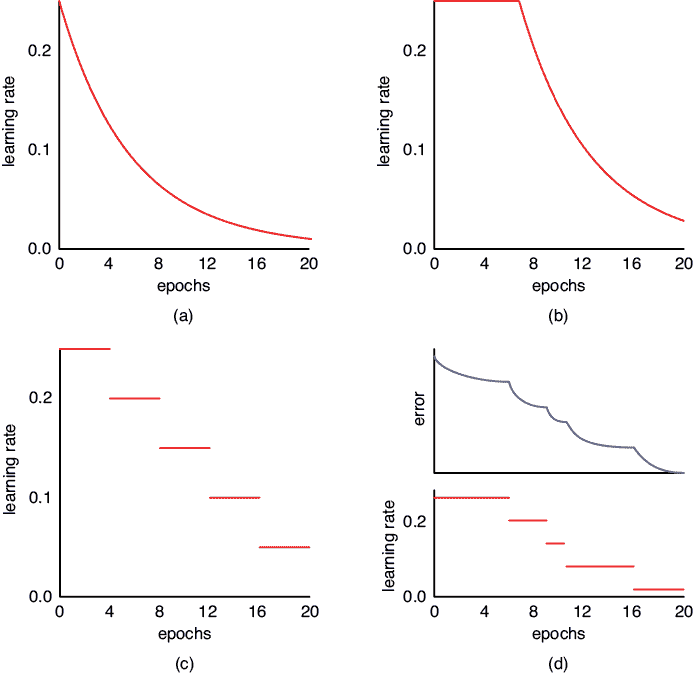 learning rate
0.2
0.1
0.0
0 4 8 12 16 20
epochs
(a)
learning rate
0.2
0.1
0.0
0 4 8 12 16 20
epochs
(b)
learning rate
0.2
0.1
0.0
0 4 8 12 16 20
epochs
(c)
error
learning rate
0.2
0.0
0 4 8 12 16 20
epochs
(d)